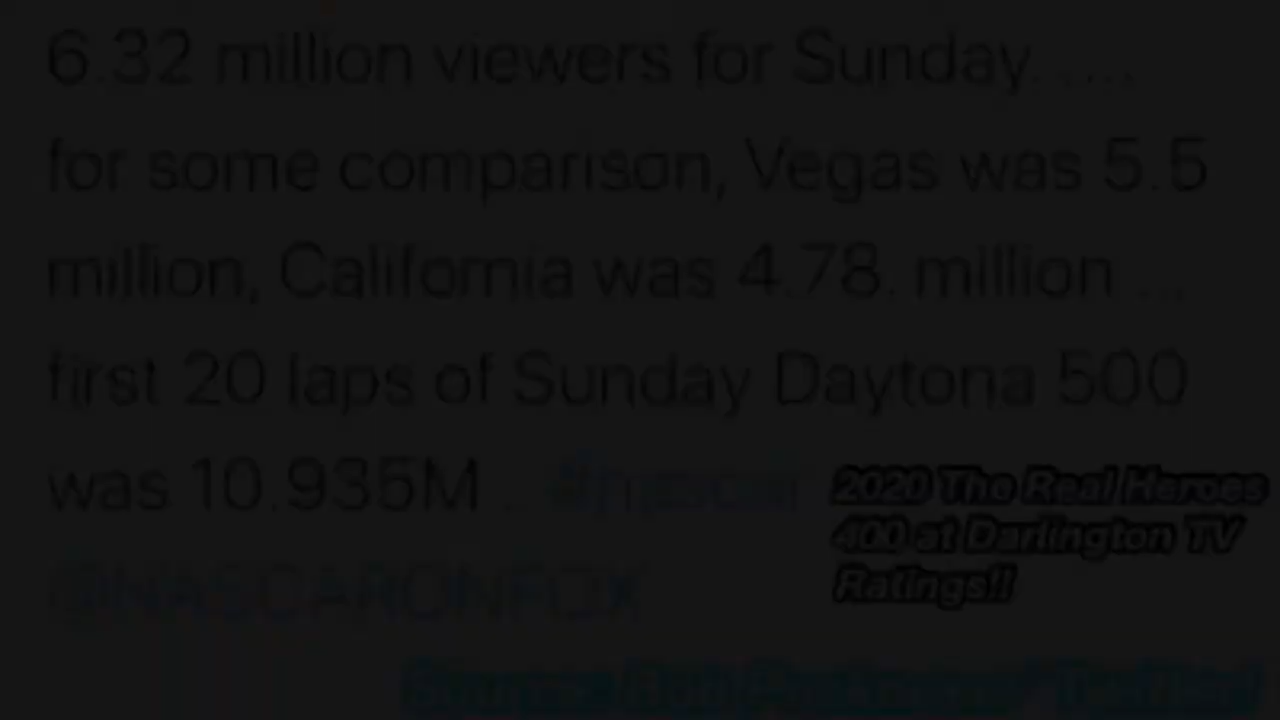 6.32 million viewers for Sunday. ....
for some comparison, Vegas was 5.5
million, California was 4.78. million ...
first 20 laps of Sunday Daytona 500
was 10.935M . #nascar
@NASCARONFOX
2020 The Real Heroes
400 at Darlington TV
Ratings!!